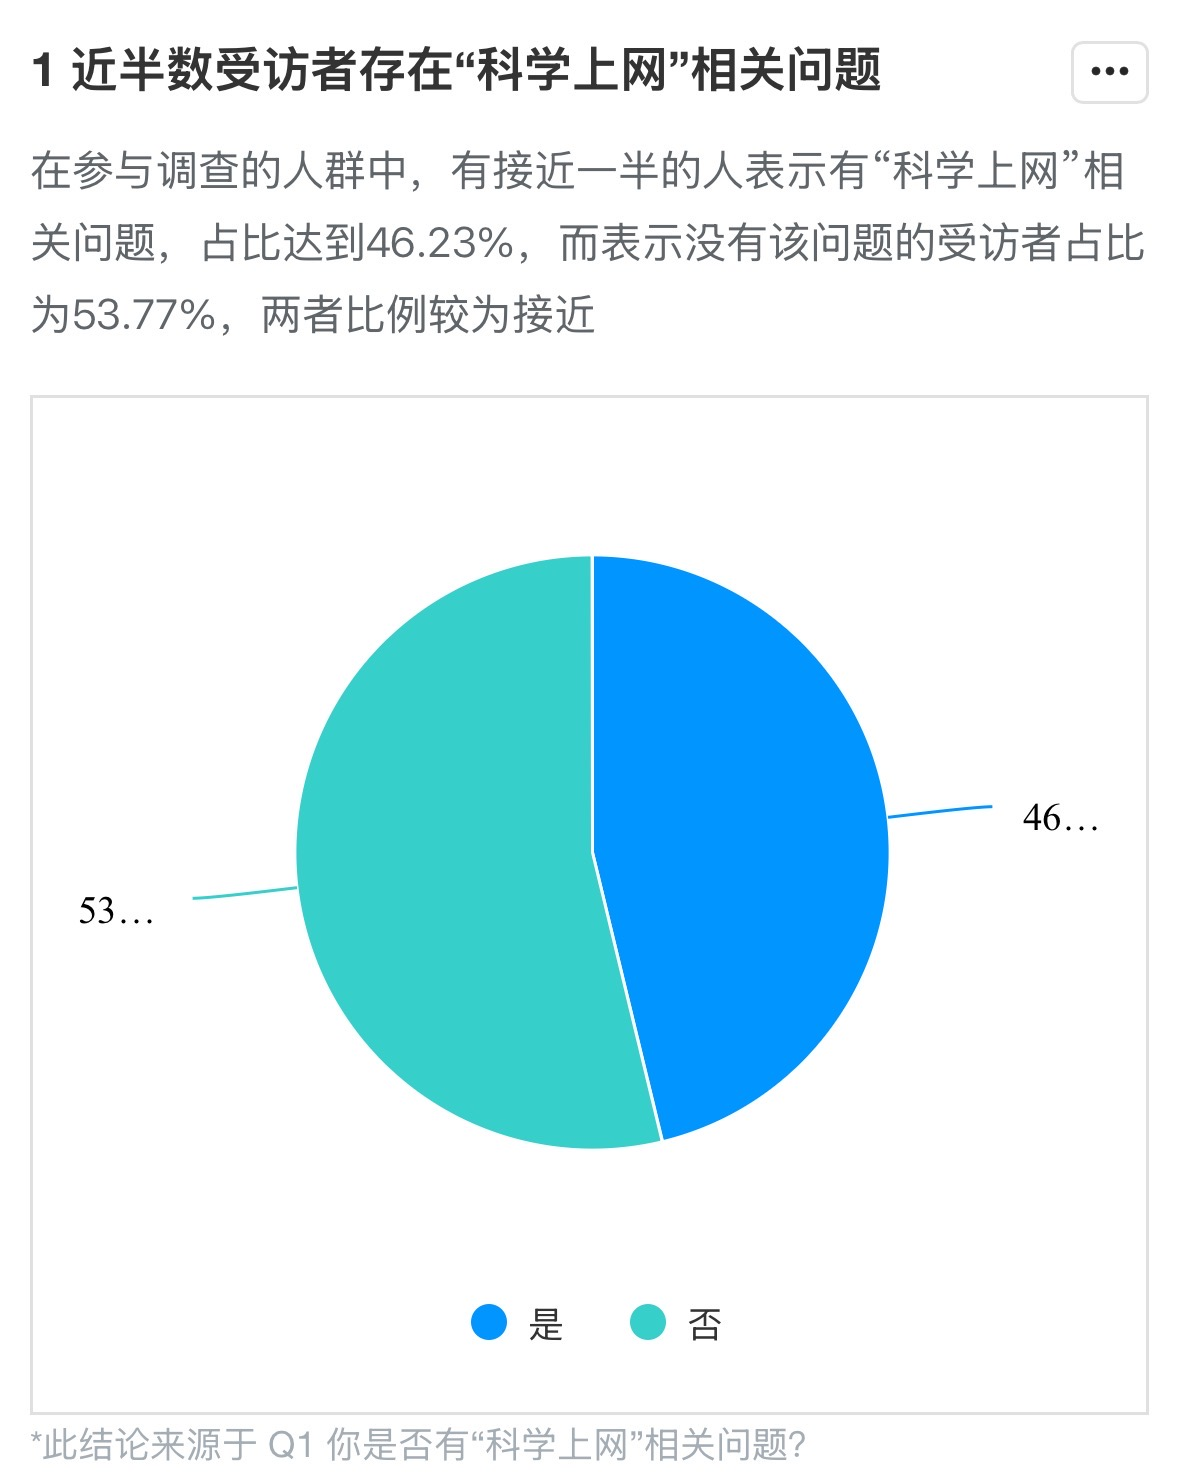 1 近半数受访者存在“科学上网”相关问题
在参与调查的人群中，有接近一半的人表示有“科学上网”相
关问题，占比达到46.23%，而表示没有该问题的受访者占比
为53.77%，两者比例较为接近
46…
53…
是 否
*此结论来源于 Q1 你是否有“科学上网”相关问题？